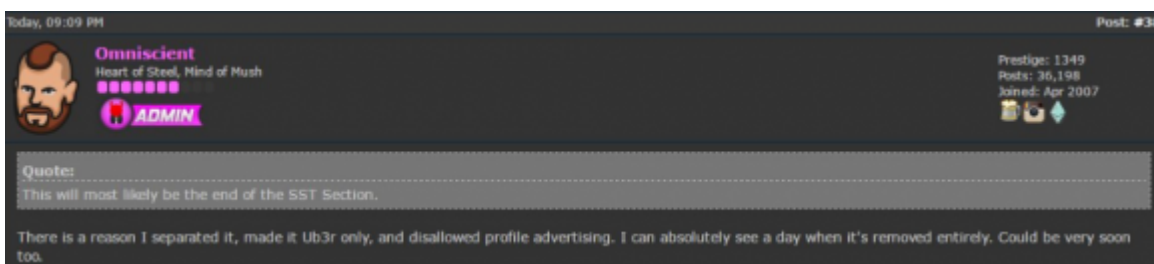 Today, 09:09 PM
Post: #3
Omniscient
Heart of Steel, Mind of Mush
ADMIN
Prestige: 1349
Posts: 36,198
Joined: Apr 2007
Quote:
This will most likely be the end of the SST Section.
There is a reason I separated it, made it Ub3r only, and disallowed profile advertising. I can absolutely see a day when it's removed entirely. Could be very soon
too.